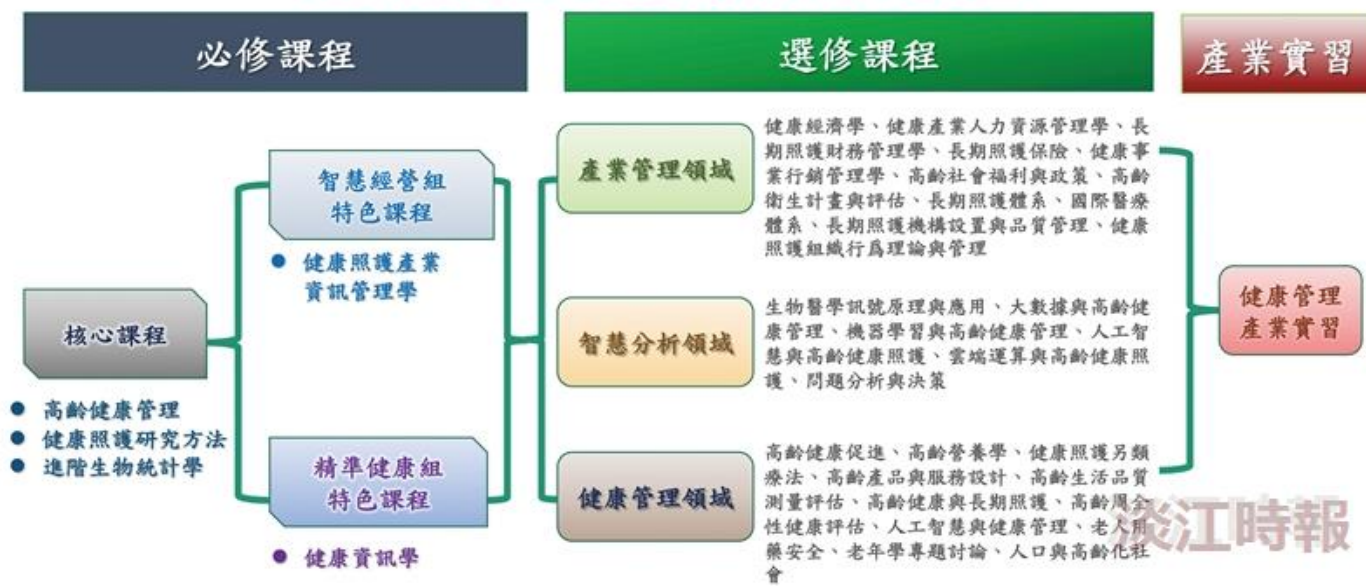 必修課程
選修課程
產業實習
核心課程
● 高齡健康管理
● 健康照護研究方法
● 進階生物統計學
智慧經營組
特色課程
● 健康照護產業
資訊管理學
精準健康組
特色課程
● 健康資訊學
產業管理領域
健康經濟學、健康產業人力資源管理學、長
期照護財務管理學、長期照護保險、健康事
業行銷管理學、高齡社會福利與政策、高齡
衛生計畫與評估、長期照護體系、國際醫療
體系、長期照護機構設置與品質管理、健康
照護組織行為理論與管理
智慧分析領域
生物醫學訊號原理與應用、大數據與高齡健
康管理、機器學習與高齡健康管理、人工智
慧與高齡健康照護、雲端運算與高齡健康照
護、問題分析與決策
健康管理領域
高齡健康促進、高齡營養學、健康照護另類
療法、高齡產品與服務設計、高齡生活品質
測量評估、高齡健康與長期照護、高齡周全
性健康評估、人工智慧與健康管理、老人用
藥安全、老年學專題討論、人口與高齡化社
會
健康管理
產業實習
淡江時報